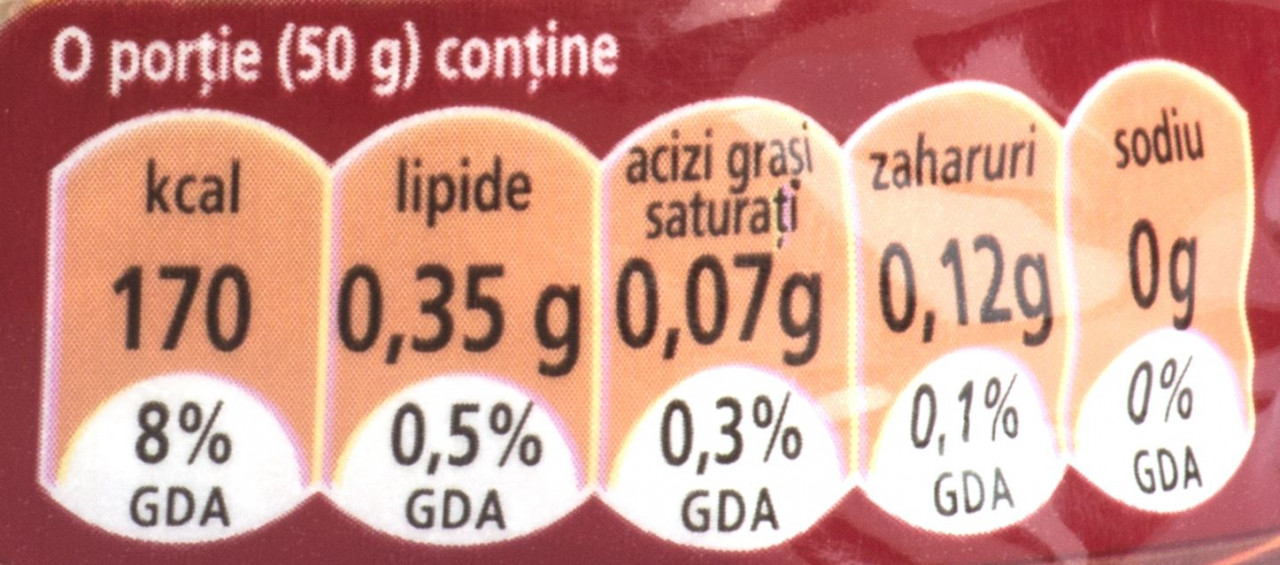 O porție (50 g) conține
kcal
170
8%
GDA
lipide
0,35 g
0,5%
GDA
acizi grași
saturați
0,07g
0,3%
GDA
zaharuri
0,12g
0,1%
GDA
sodiu
0g
0%
GDA